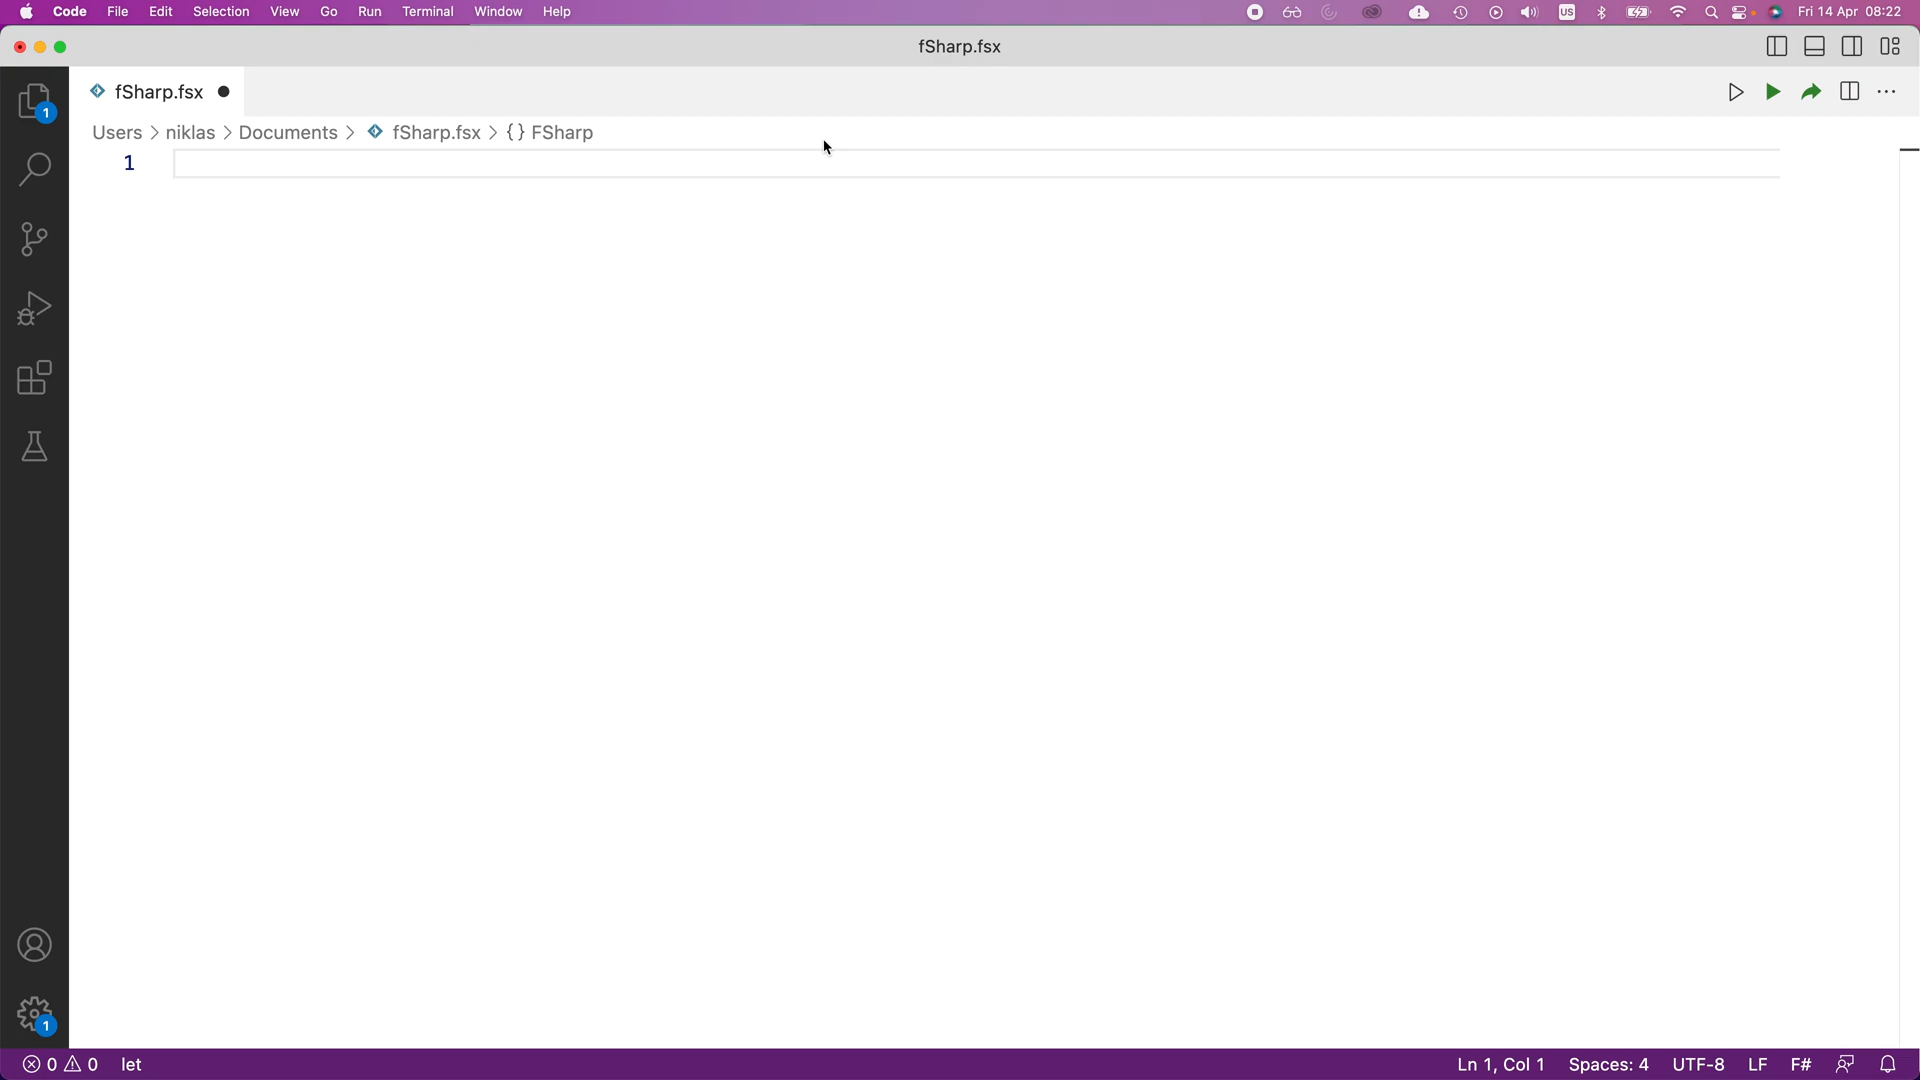 Code File Edit Selection View Go Run Terminal Window Help US Fri 14 Apr 08:22
fSharp.fsx
1 fSharp.fsx
Users > niklas > Documents > fSharp.fsx > {} FSharp
1
1
0 0 let Ln 1, Col 1 Spaces: 4 UTF-8 LF F#